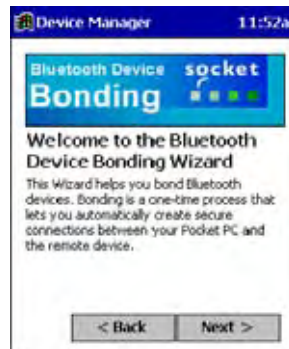 Device Manager 11:52a
Bluetooth Device socket
Bonding
Welcome to the Bluetooth
Device Bonding Wizard
This Wizard helps you bond Bluetooth
devices. Bonding is a one-time process that
lets you automatically create secure
connections between your Pocket PC and
the remote device.
< Back Next >